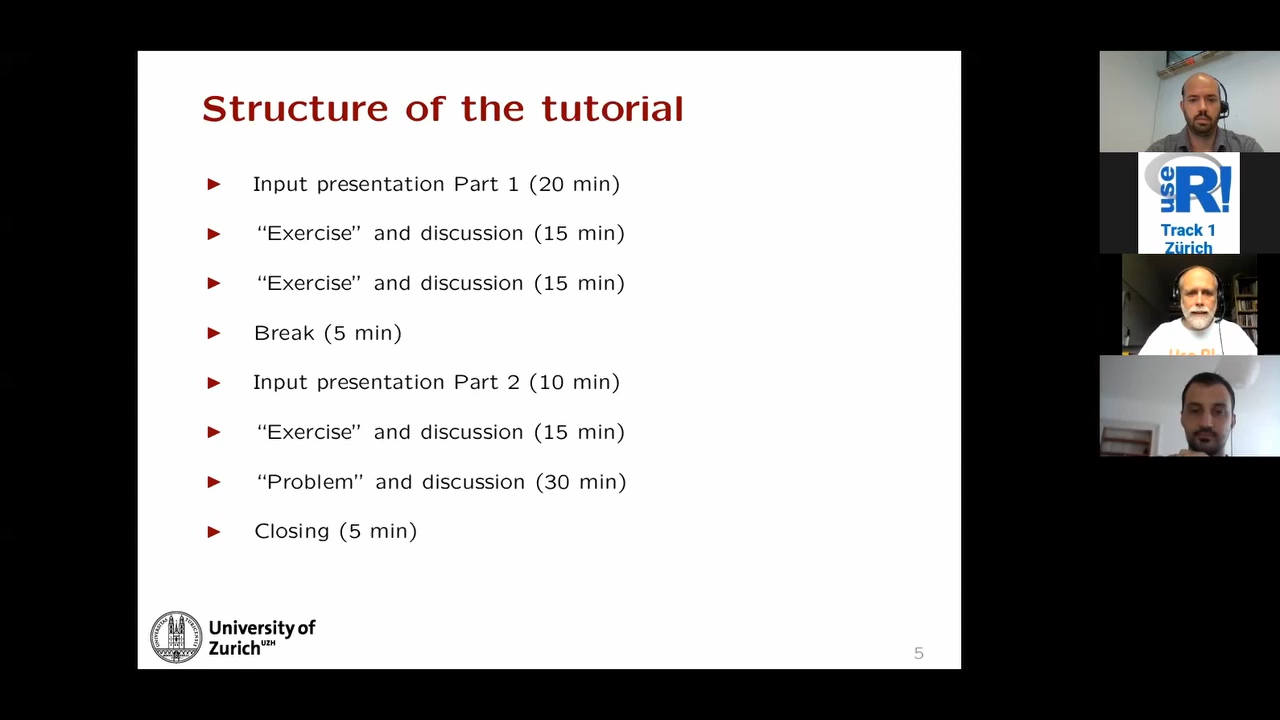 Structure of the tutorial
► Input presentation Part 1 (20 min)
► “Exercise” and discussion (15 min)
► “Exercise” and discussion (15 min)
► Break (5 min)
► Input presentation Part 2 (10 min)
► “Exercise” and discussion (15 min)
► “Problem” and discussion (30 min)
► Closing (5 min)
University of
Zurich UZH
5
use R!
Track 1
Zürich
Use R!